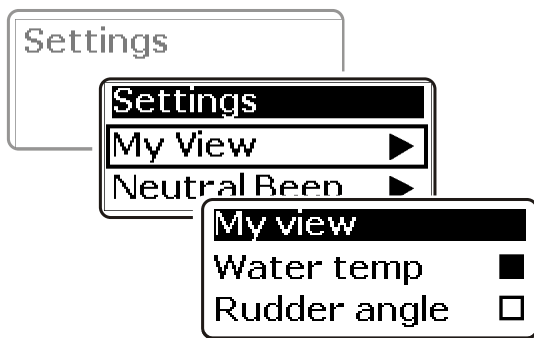 Settings
Settings
My View
Neutral Beep
My view
Water temp
Rudder angle